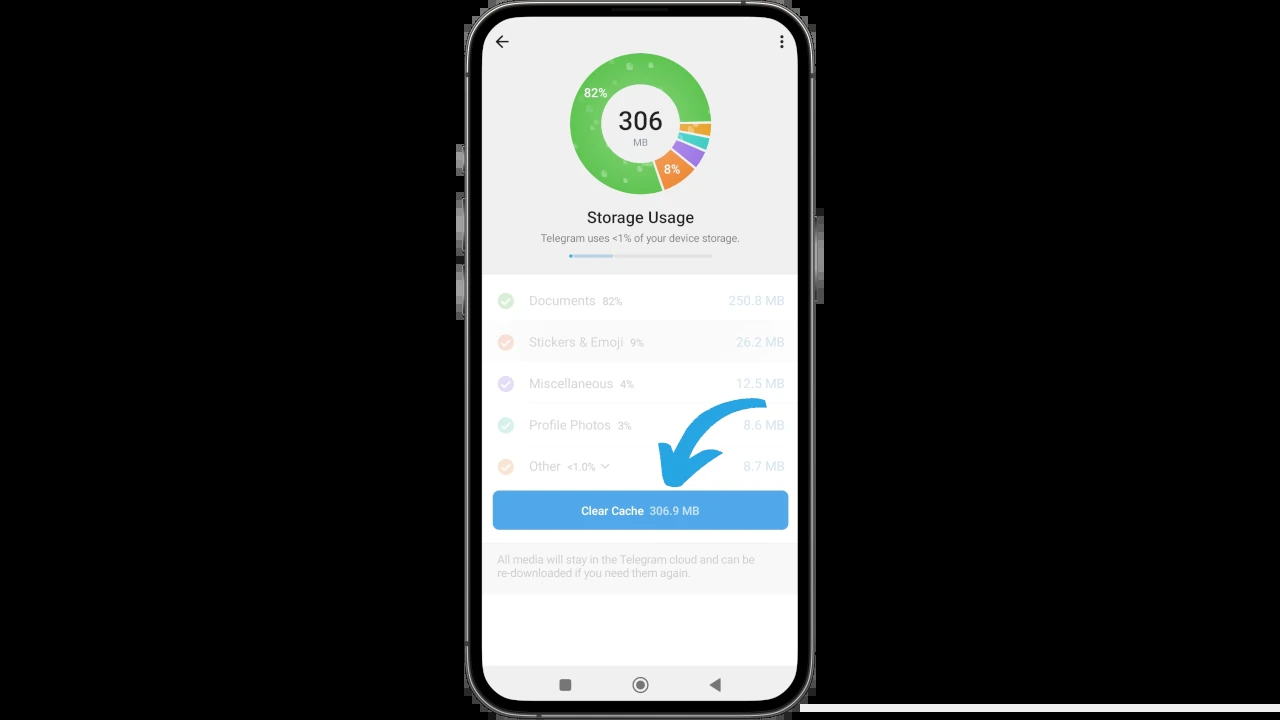 82%
306
MB
8%
Storage Usage
Telegram uses <1% of your device storage.
Documents 82% 250.8 MB
Stickers & Emoji 9% 26.2 MB
Miscellaneous 4% 12.5 MB
Profile Photos 3% 8.6 MB
Other <1.0% 8.7 MB
Clear Cache 306.9 MB
All media will stay in the Telegram cloud and can be
re-downloaded if you need them again.